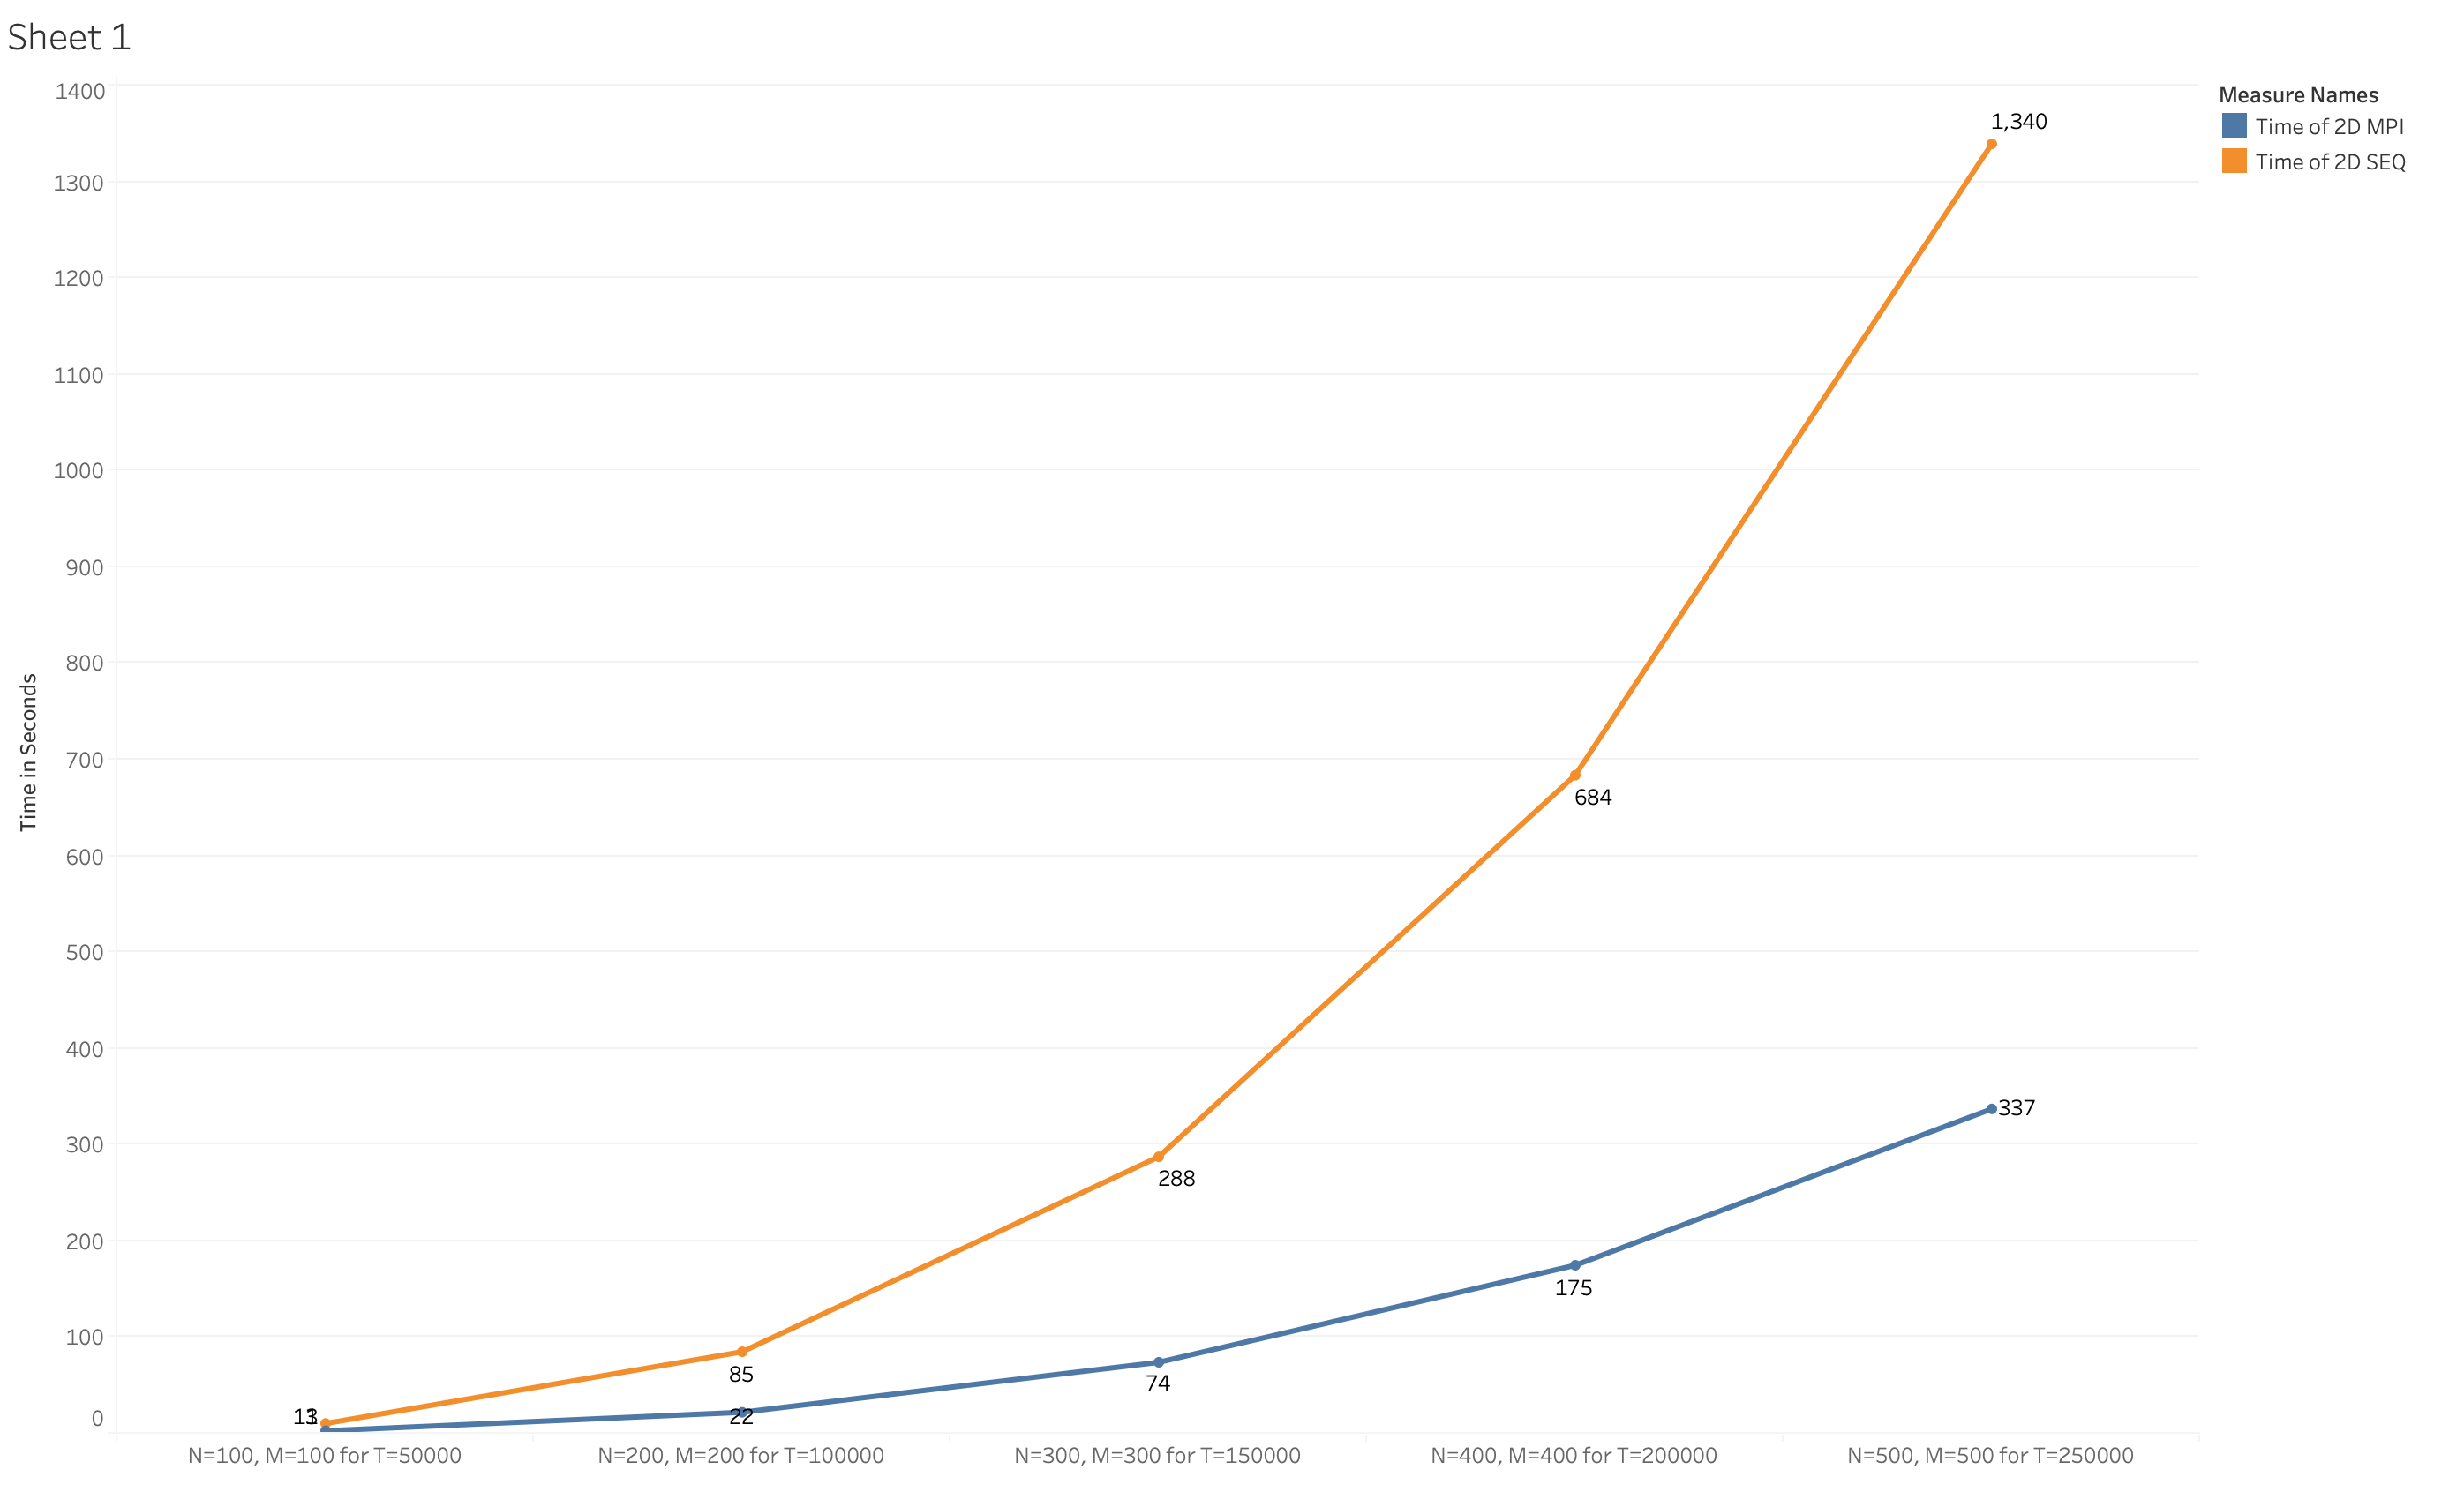 Sheet 1
1400
1300
1200
1100
1000
900
800
700
600
500
400
300
200
100
0
Time in Seconds
1,340
684
337
288
175
85
74
22
N=100, M=100 for T=50000
N=200, M=200 for T=100000
N=300, M=300 for T=150000
N=400, M=400 for T=200000
N=500, M=500 for T=250000
Measure Names
Time of 2D MPI
Time of 2D SEQ